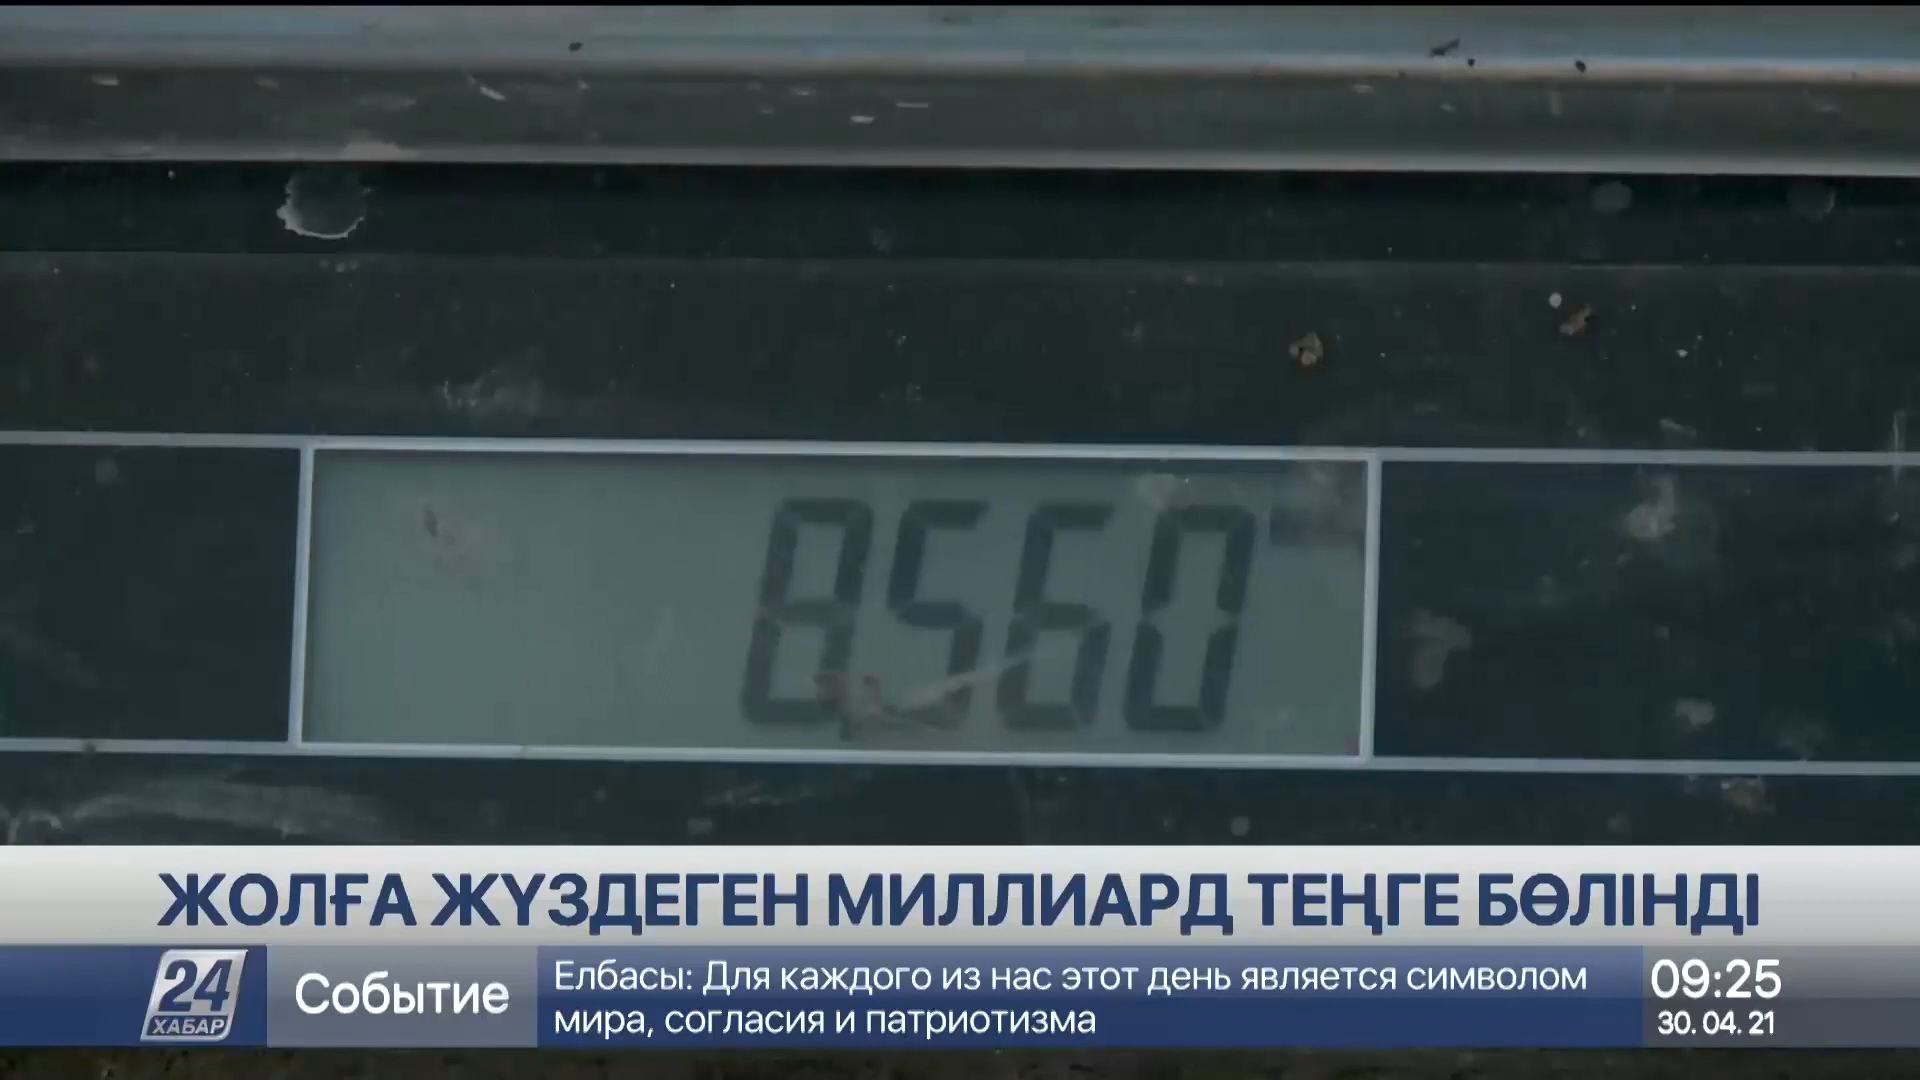 8560
ЖОЛҒА ЖҮЗДЕГЕН МИЛЛИАРД ТЕҢГЕ БӨЛІНДІ
24
ХАБАР
Событие
Елбасы: Для каждого из нас этот день является символом
мира, согласия и патриотизма
09:25
30. 04. 21